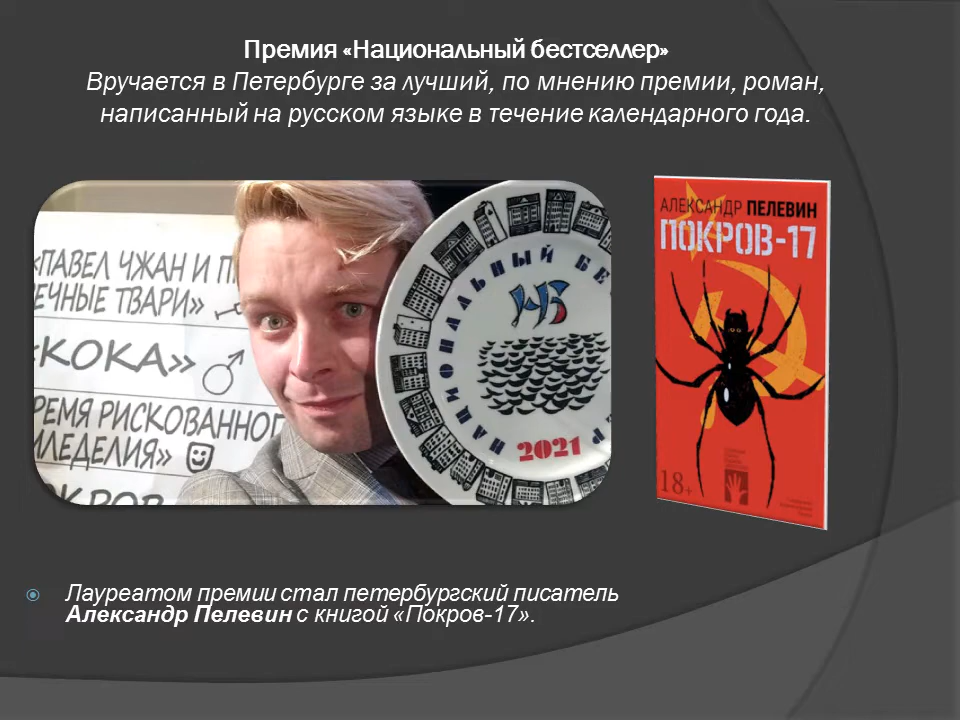 Премия «Национальный бестселлер»
Вручается в Петербурге за лучший, по мнению премии, роман,
написанный на русском языке в течение календарного года.
«ПАВЕЛ ЧЖАН И П
ЕЧНЫЕ ТВАРИ»
«КОКА»
РЕМЯ РИСКОВАННОГ
ИЛЕДЕЛИЯ»
ОКРОВ
НАЦИОНАЛЬНЫЙ БЕ
НБ
2021
АЛЕКСАНДР ПЕЛЕВИН
ПОКРОВ-17
18+
Лауреатом премии стал петербургский писатель
Александр Пелевин с книгой «Покров-17».